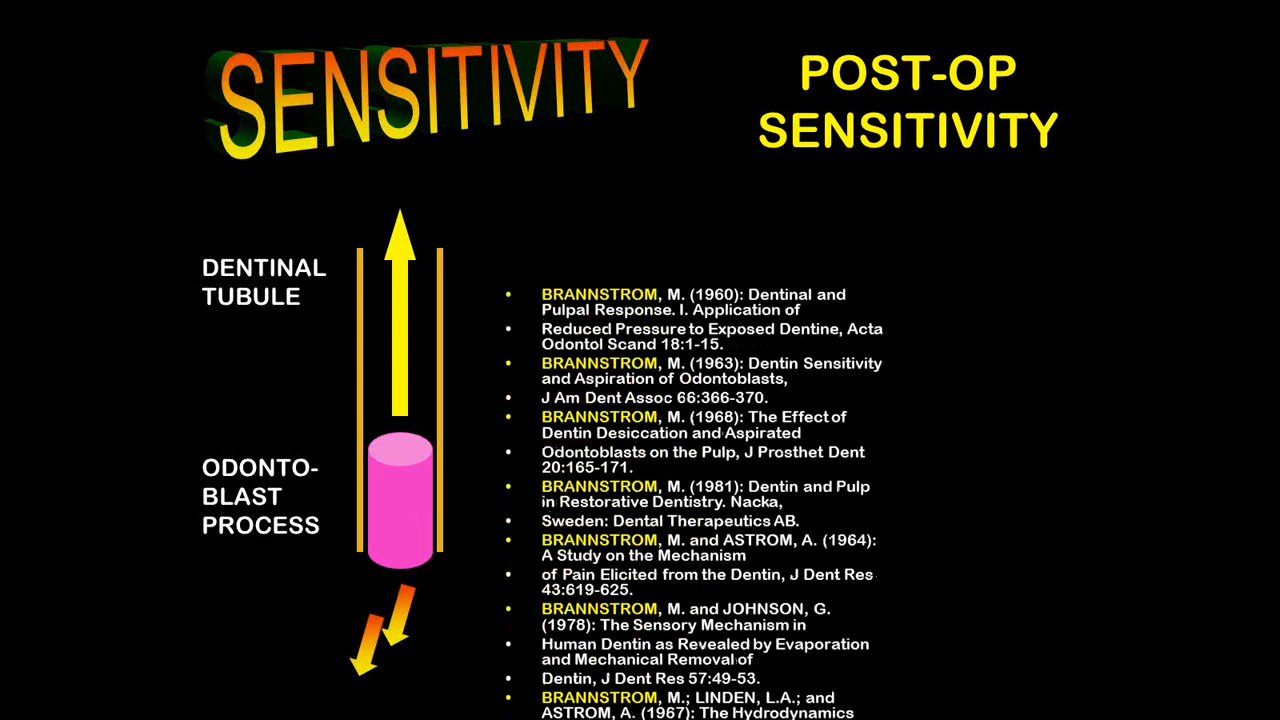 SENSITIVITY
POST-OP
SENSITIVITY
DENTINAL
TUBULE
ODONTO-
BLAST
PROCESS
• BRANNSTROM, M. (1960): Dentinal and
Pulpal Response. I. Application of
• Reduced Pressure to Exposed Dentine, Acta
Odontol Scand 18:1-15.
• BRANNSTROM, M. (1963): Dentin Sensitivity
and Aspiration of Odontoblasts,
• J Am Dent Assoc 66:366-370.
• BRANNSTROM, M. (1968): The Effect of
Dentin Desiccation and Aspirated
• Odontoblasts on the Pulp, J Prosthet Dent
20:165-171.
• BRANNSTROM, M. (1981): Dentin and Pulp
in Restorative Dentistry. Nacka,
• Sweden: Dental Therapeutics AB.
• BRANNSTROM, M. and ASTROM, A. (1964):
A Study on the Mechanism
• of Pain Elicited from the Dentin, J Dent Res
43:619-625.
• BRANNSTROM, M. and JOHNSON, G.
(1978): The Sensory Mechanism in
• Human Dentin as Revealed by Evaporation
and Mechanical Removal of
• Dentin, J Dent Res 57:49-53.
• BRANNSTROM, M.; LINDEN, L.A.; and
ASTROM, A. (1967): The Hydrodynamics